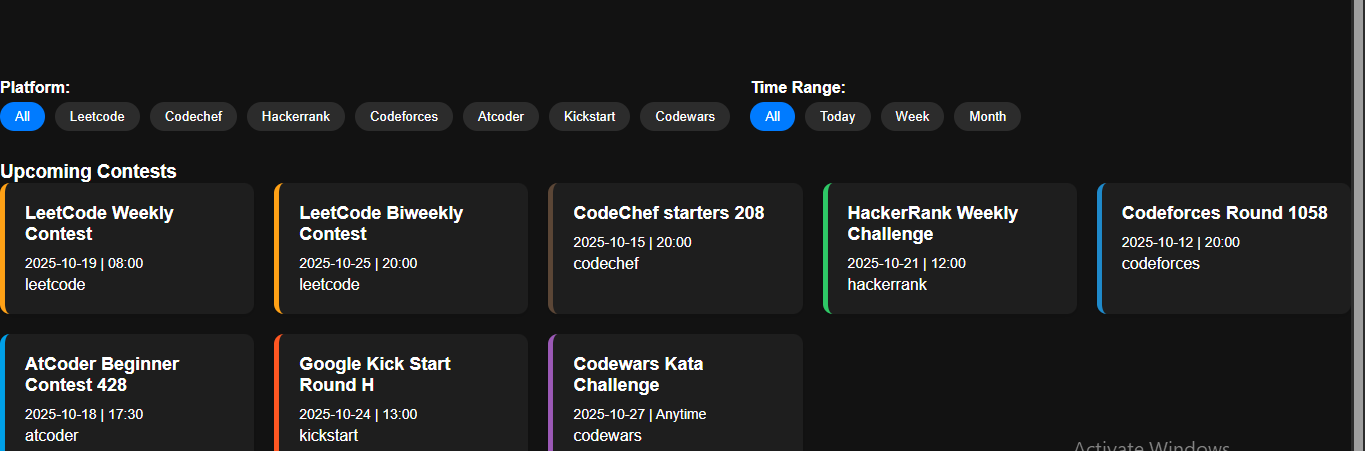 Platform:
Time Range:
All Leetcode Codechef Hackerrank Codeforces Atcoder Kickstart Codewars All Today Week Month
Upcoming Contests
LeetCode Weekly
Contest
2025-10-19 | 08:00
leetcode
LeetCode Biweekly
Contest
2025-10-25 | 20:00
leetcode
CodeChef starters 208
2025-10-15 | 20:00
codechef
HackerRank Weekly
Challenge
2025-10-21 | 12:00
hackerrank
Codeforces Round 1058
2025-10-12 | 20:00
codeforces
AtCoder Beginner
Contest 428
2025-10-18 | 17:30
atcoder
Google Kick Start
Round H
2025-10-24 | 13:00
kickstart
Codewars Kata
Challenge
2025-10-27 | Anytime
codewars
Activate Windows